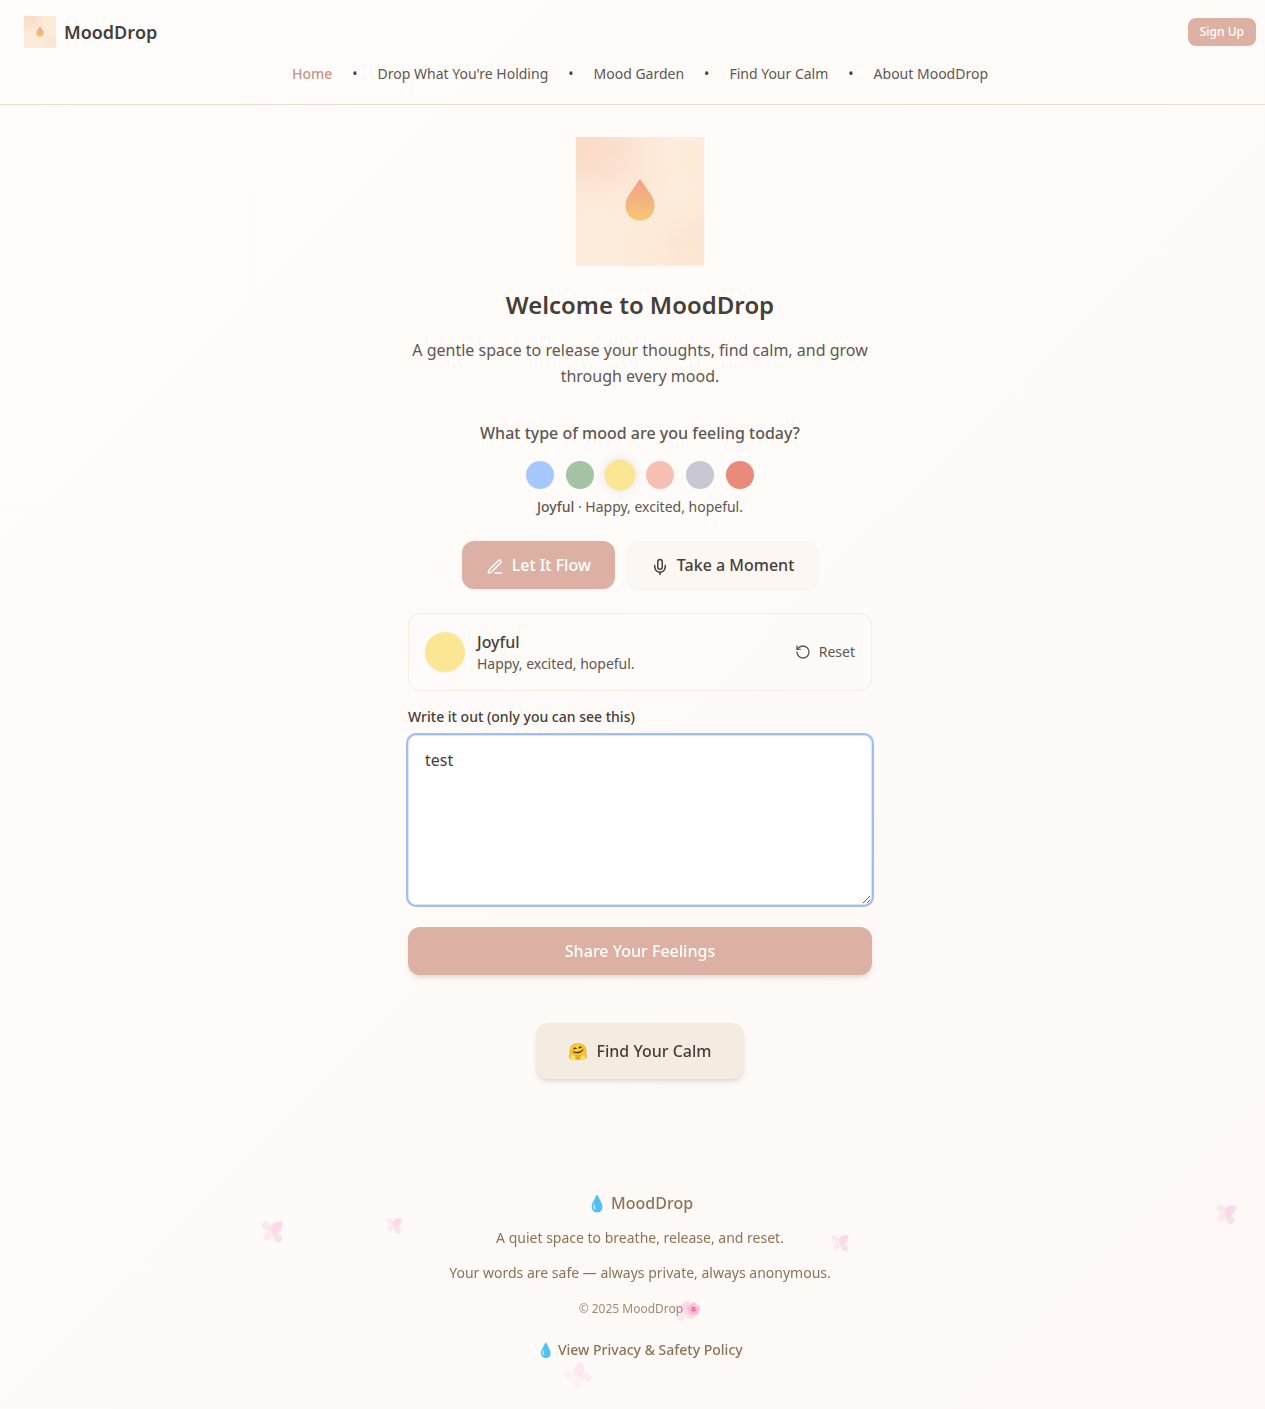 MoodDrop
Sign Up
Home • Drop What You're Holding • Mood Garden • Find Your Calm • About MoodDrop
Welcome to MoodDrop
A gentle space to release your thoughts, find calm, and grow
through every mood.
What type of mood are you feeling today?
Joyful · Happy, excited, hopeful.
Let It Flow
Take a Moment
Joyful
Happy, excited, hopeful.
Reset
Write it out (only you can see this)
test
Share Your Feelings
🤗 Find Your Calm
💧 MoodDrop
A quiet space to breathe, release, and reset.
Your words are safe — always private, always anonymous.
© 2025 MoodDrop 🌸
💧 View Privacy & Safety Policy